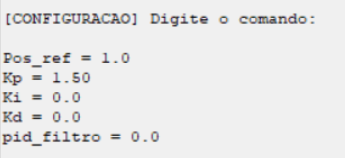 [CONFIGURACAO] Digite o comando:
Pos_ref = 1.0
Kp = 1.50
Ki = 0.0
Kd = 0.0
pid_filtro = 0.0